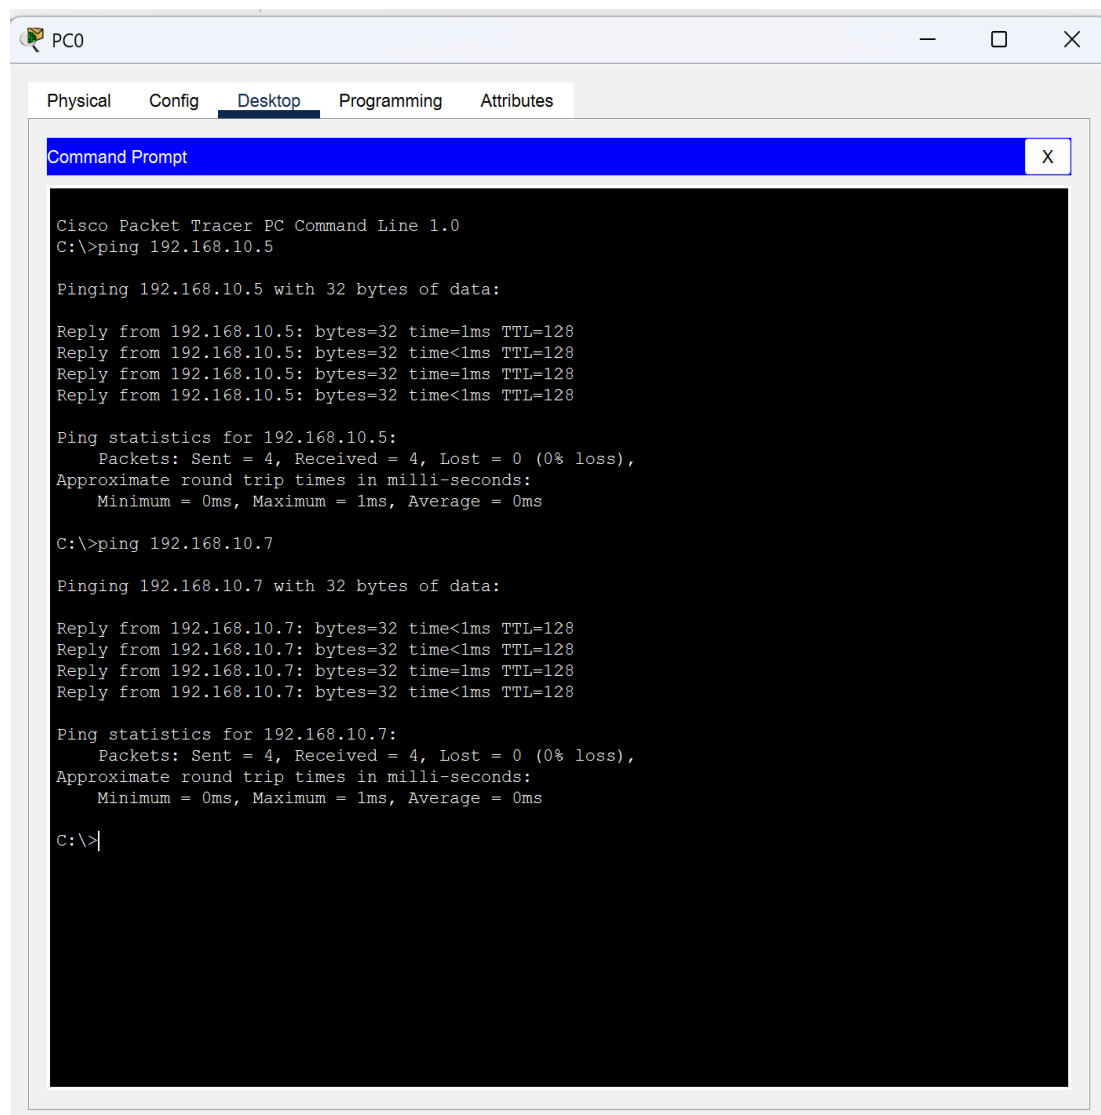 PC0
Physical Config Desktop Programming Attributes
Command Prompt X
Cisco Packet Tracer PC Command Line 1.0
C:\>ping 192.168.10.5
Pinging 192.168.10.5 with 32 bytes of data:
Reply from 192.168.10.5: bytes=32 time=1ms TTL=128
Reply from 192.168.10.5: bytes=32 time<1ms TTL=128
Reply from 192.168.10.5: bytes=32 time=1ms TTL=128
Reply from 192.168.10.5: bytes=32 time<1ms TTL=128
Ping statistics for 192.168.10.5:
Packets: Sent = 4, Received = 4, Lost = 0 (0% loss),
Approximate round trip times in milli-seconds:
Minimum = 0ms, Maximum = 1ms, Average = 0ms
C:\>ping 192.168.10.7
Pinging 192.168.10.7 with 32 bytes of data:
Reply from 192.168.10.7: bytes=32 time<1ms TTL=128
Reply from 192.168.10.7: bytes=32 time<1ms TTL=128
Reply from 192.168.10.7: bytes=32 time=1ms TTL=128
Reply from 192.168.10.7: bytes=32 time<1ms TTL=128
Ping statistics for 192.168.10.7:
Packets: Sent = 4, Received = 4, Lost = 0 (0% loss),
Approximate round trip times in milli-seconds:
Minimum = 0ms, Maximum = 1ms, Average = 0ms
C:\>